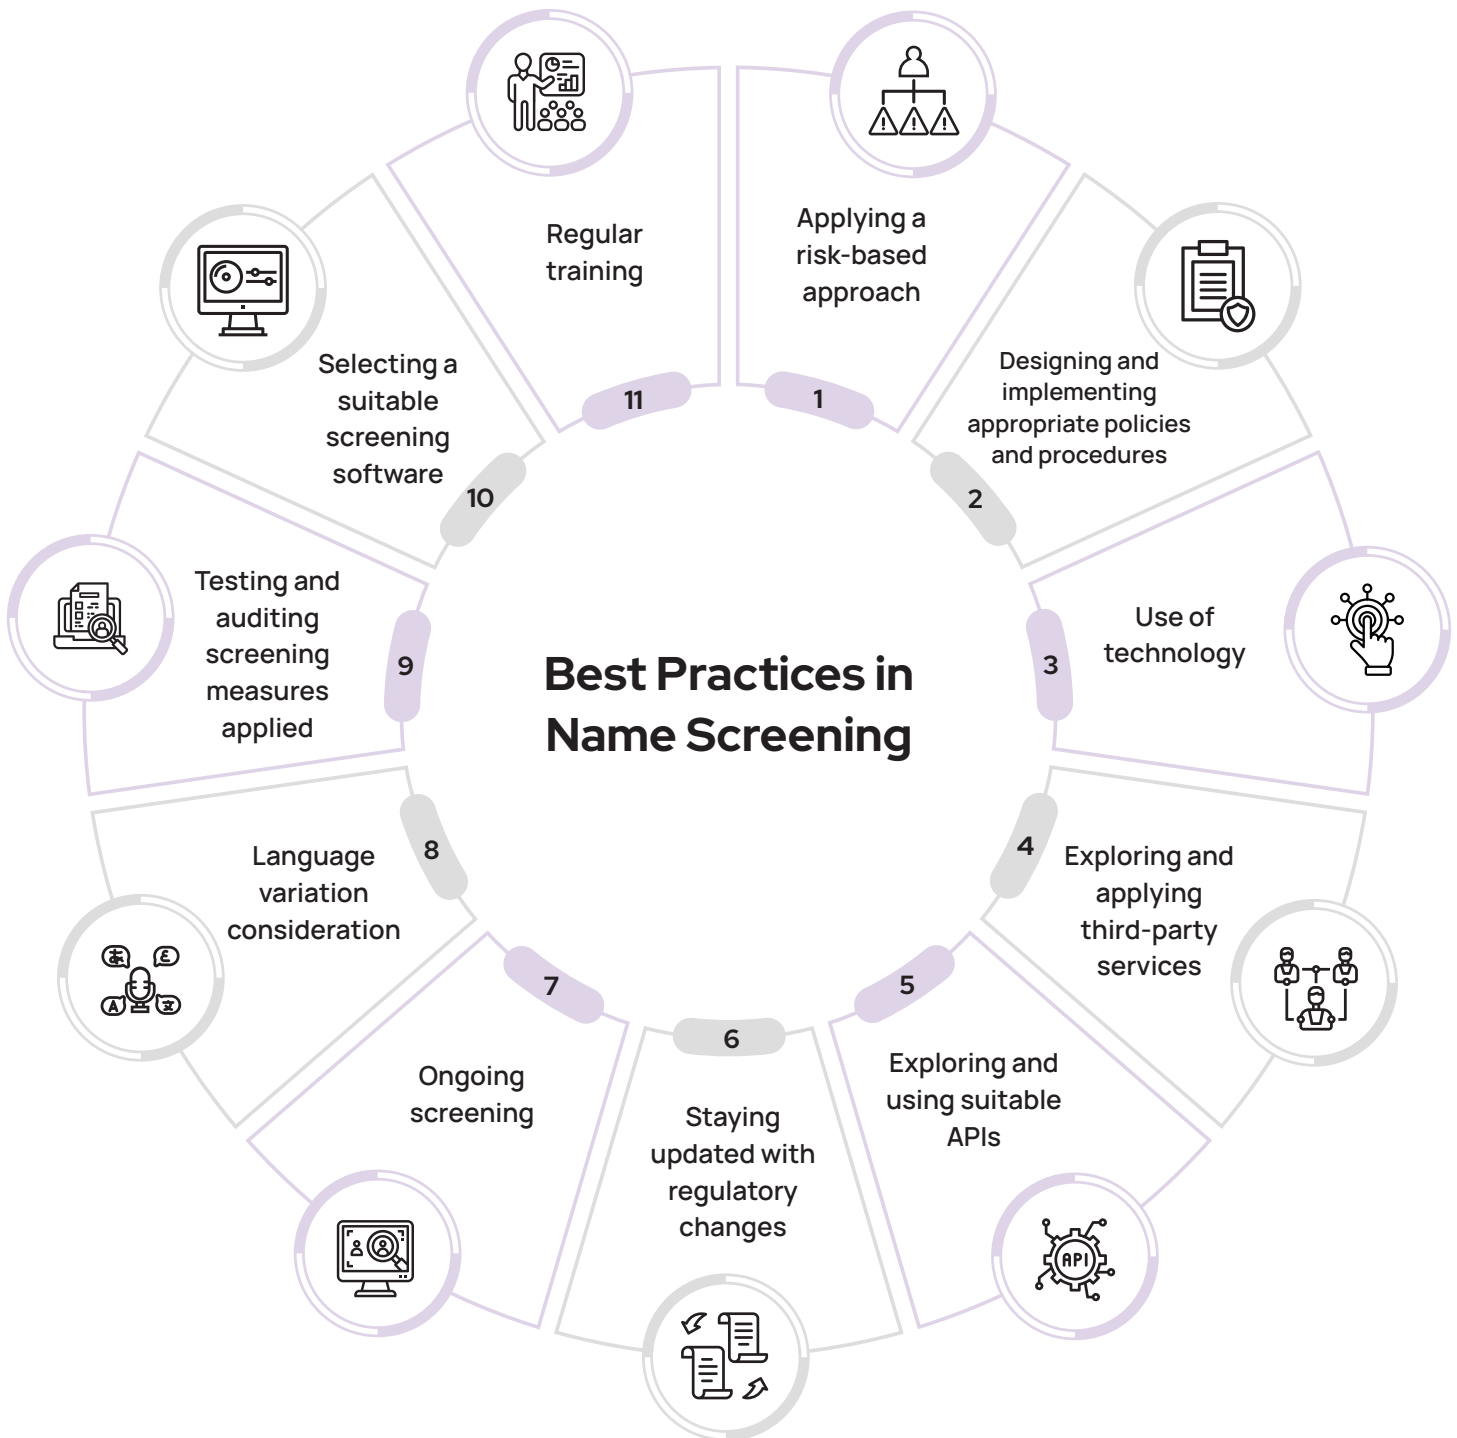 Best Practices in
Name Screening
1
Applying a
risk-based
approach
2
Designing and
implementing
appropriate policies
and procedures
3
Use of
technology
4
Exploring and
applying
third-party
services
5
Exploring and
using suitable
APIs
API
6
Staying
updated with
regulatory
changes
7
Ongoing
screening
8
Language
variation
consideration
あ
ع
A
文
9
Testing and
auditing
screening
measures
applied
10
Selecting a
suitable
screening
software
11
Regular
training